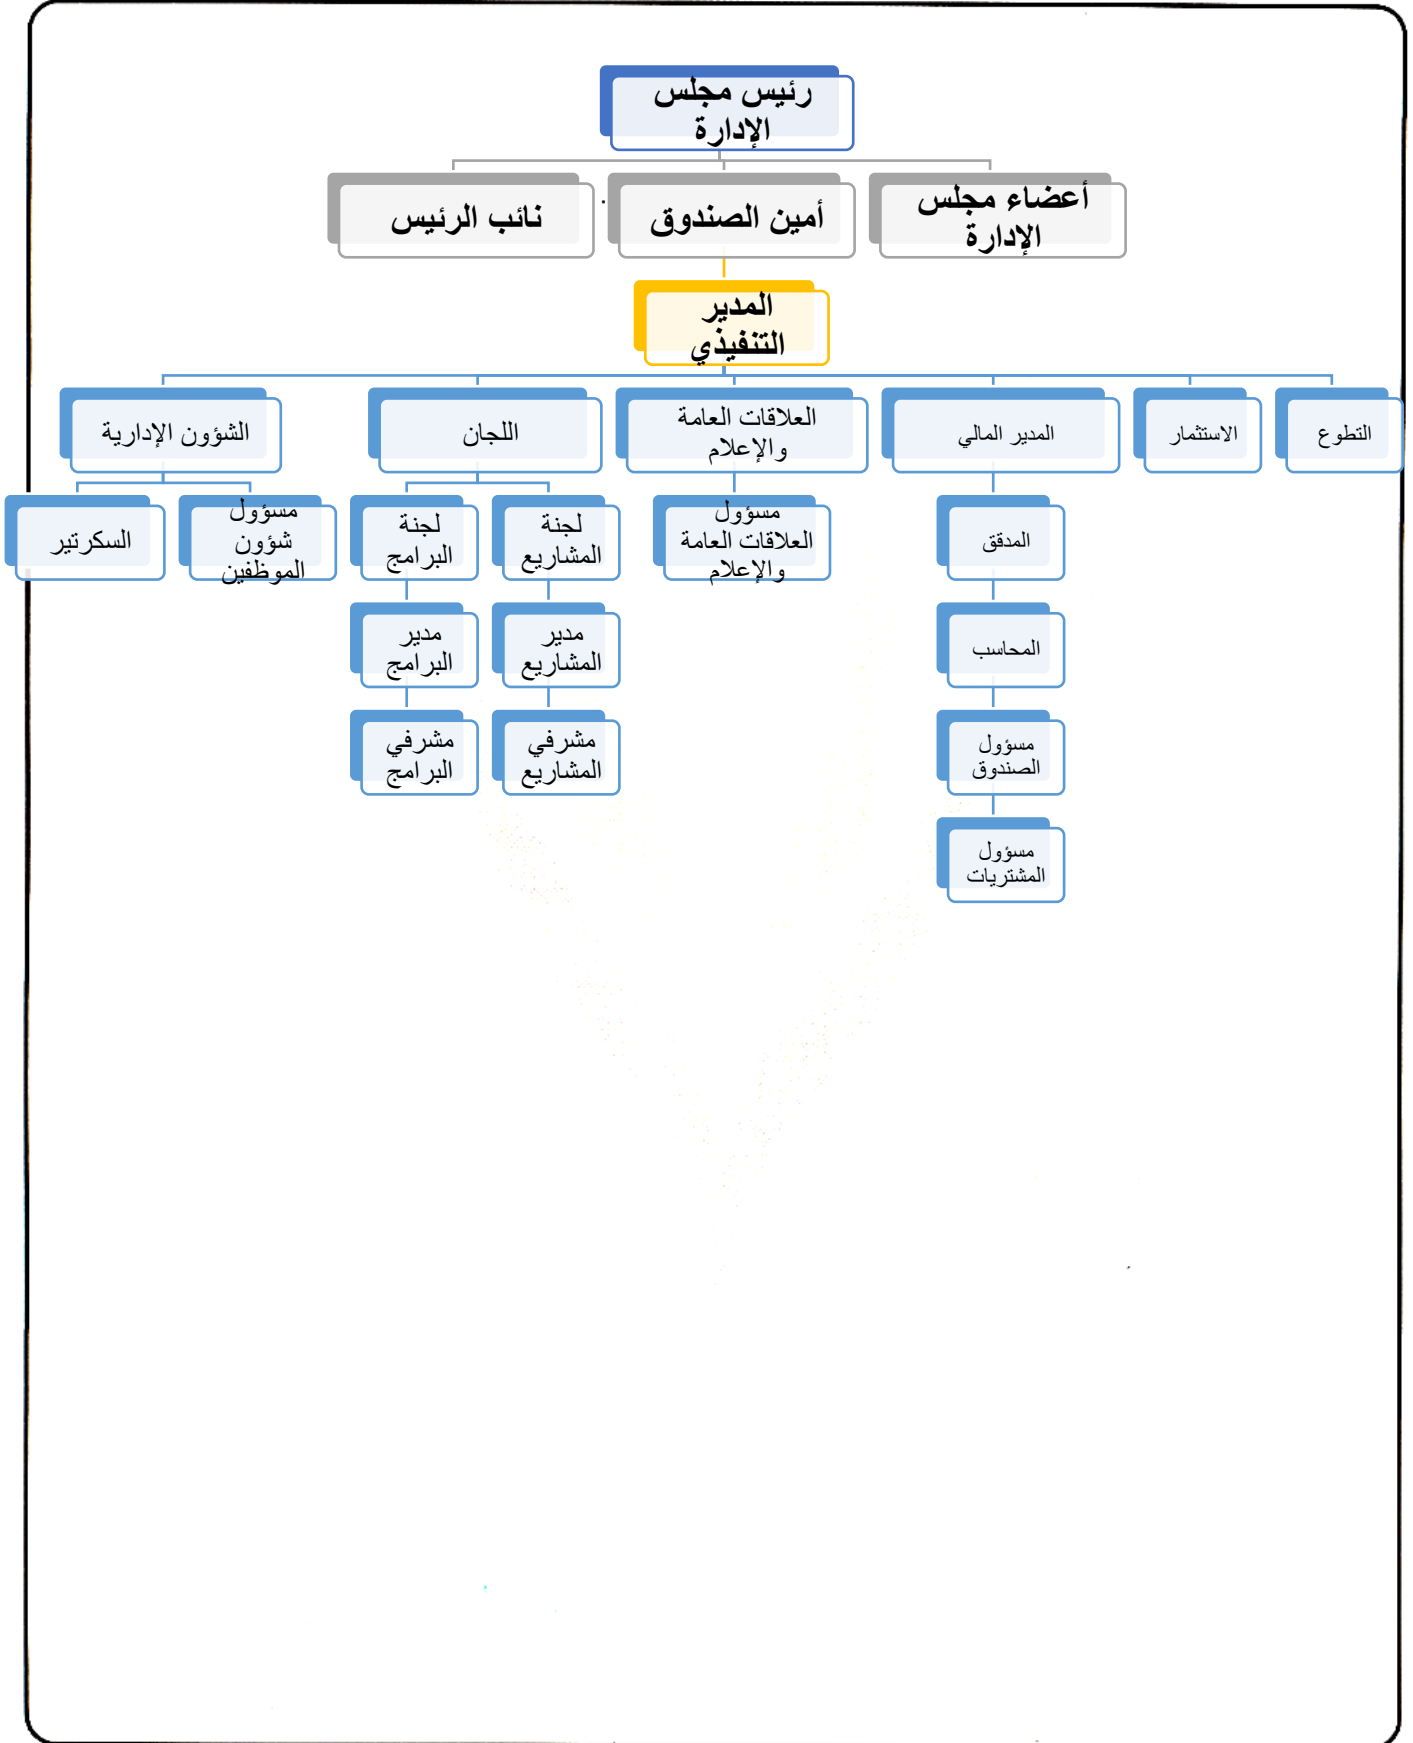 رئيس مجلس
الإدارة
أعضاء مجلس
الإدارة
أمين الصندوق
نائب الرئيس
المدير
التنفيذي
التطوع
الاستثمار
المدير المالي
العلاقات العامة
والإعلام
اللجان
الشؤون الإدارية
المدقق
مسؤول
العلاقات العامة
والإعلام
لجنة
المشاريع
لجنة
البرامج
مسؤول
شؤون
الموظفين
السكرتير
المحاسب
مدير
المشاريع
مدير
البرامج
مسؤول
الصندوق
مشرفي
المشاريع
مشرفي
البرامج
مسؤول
المشتريات